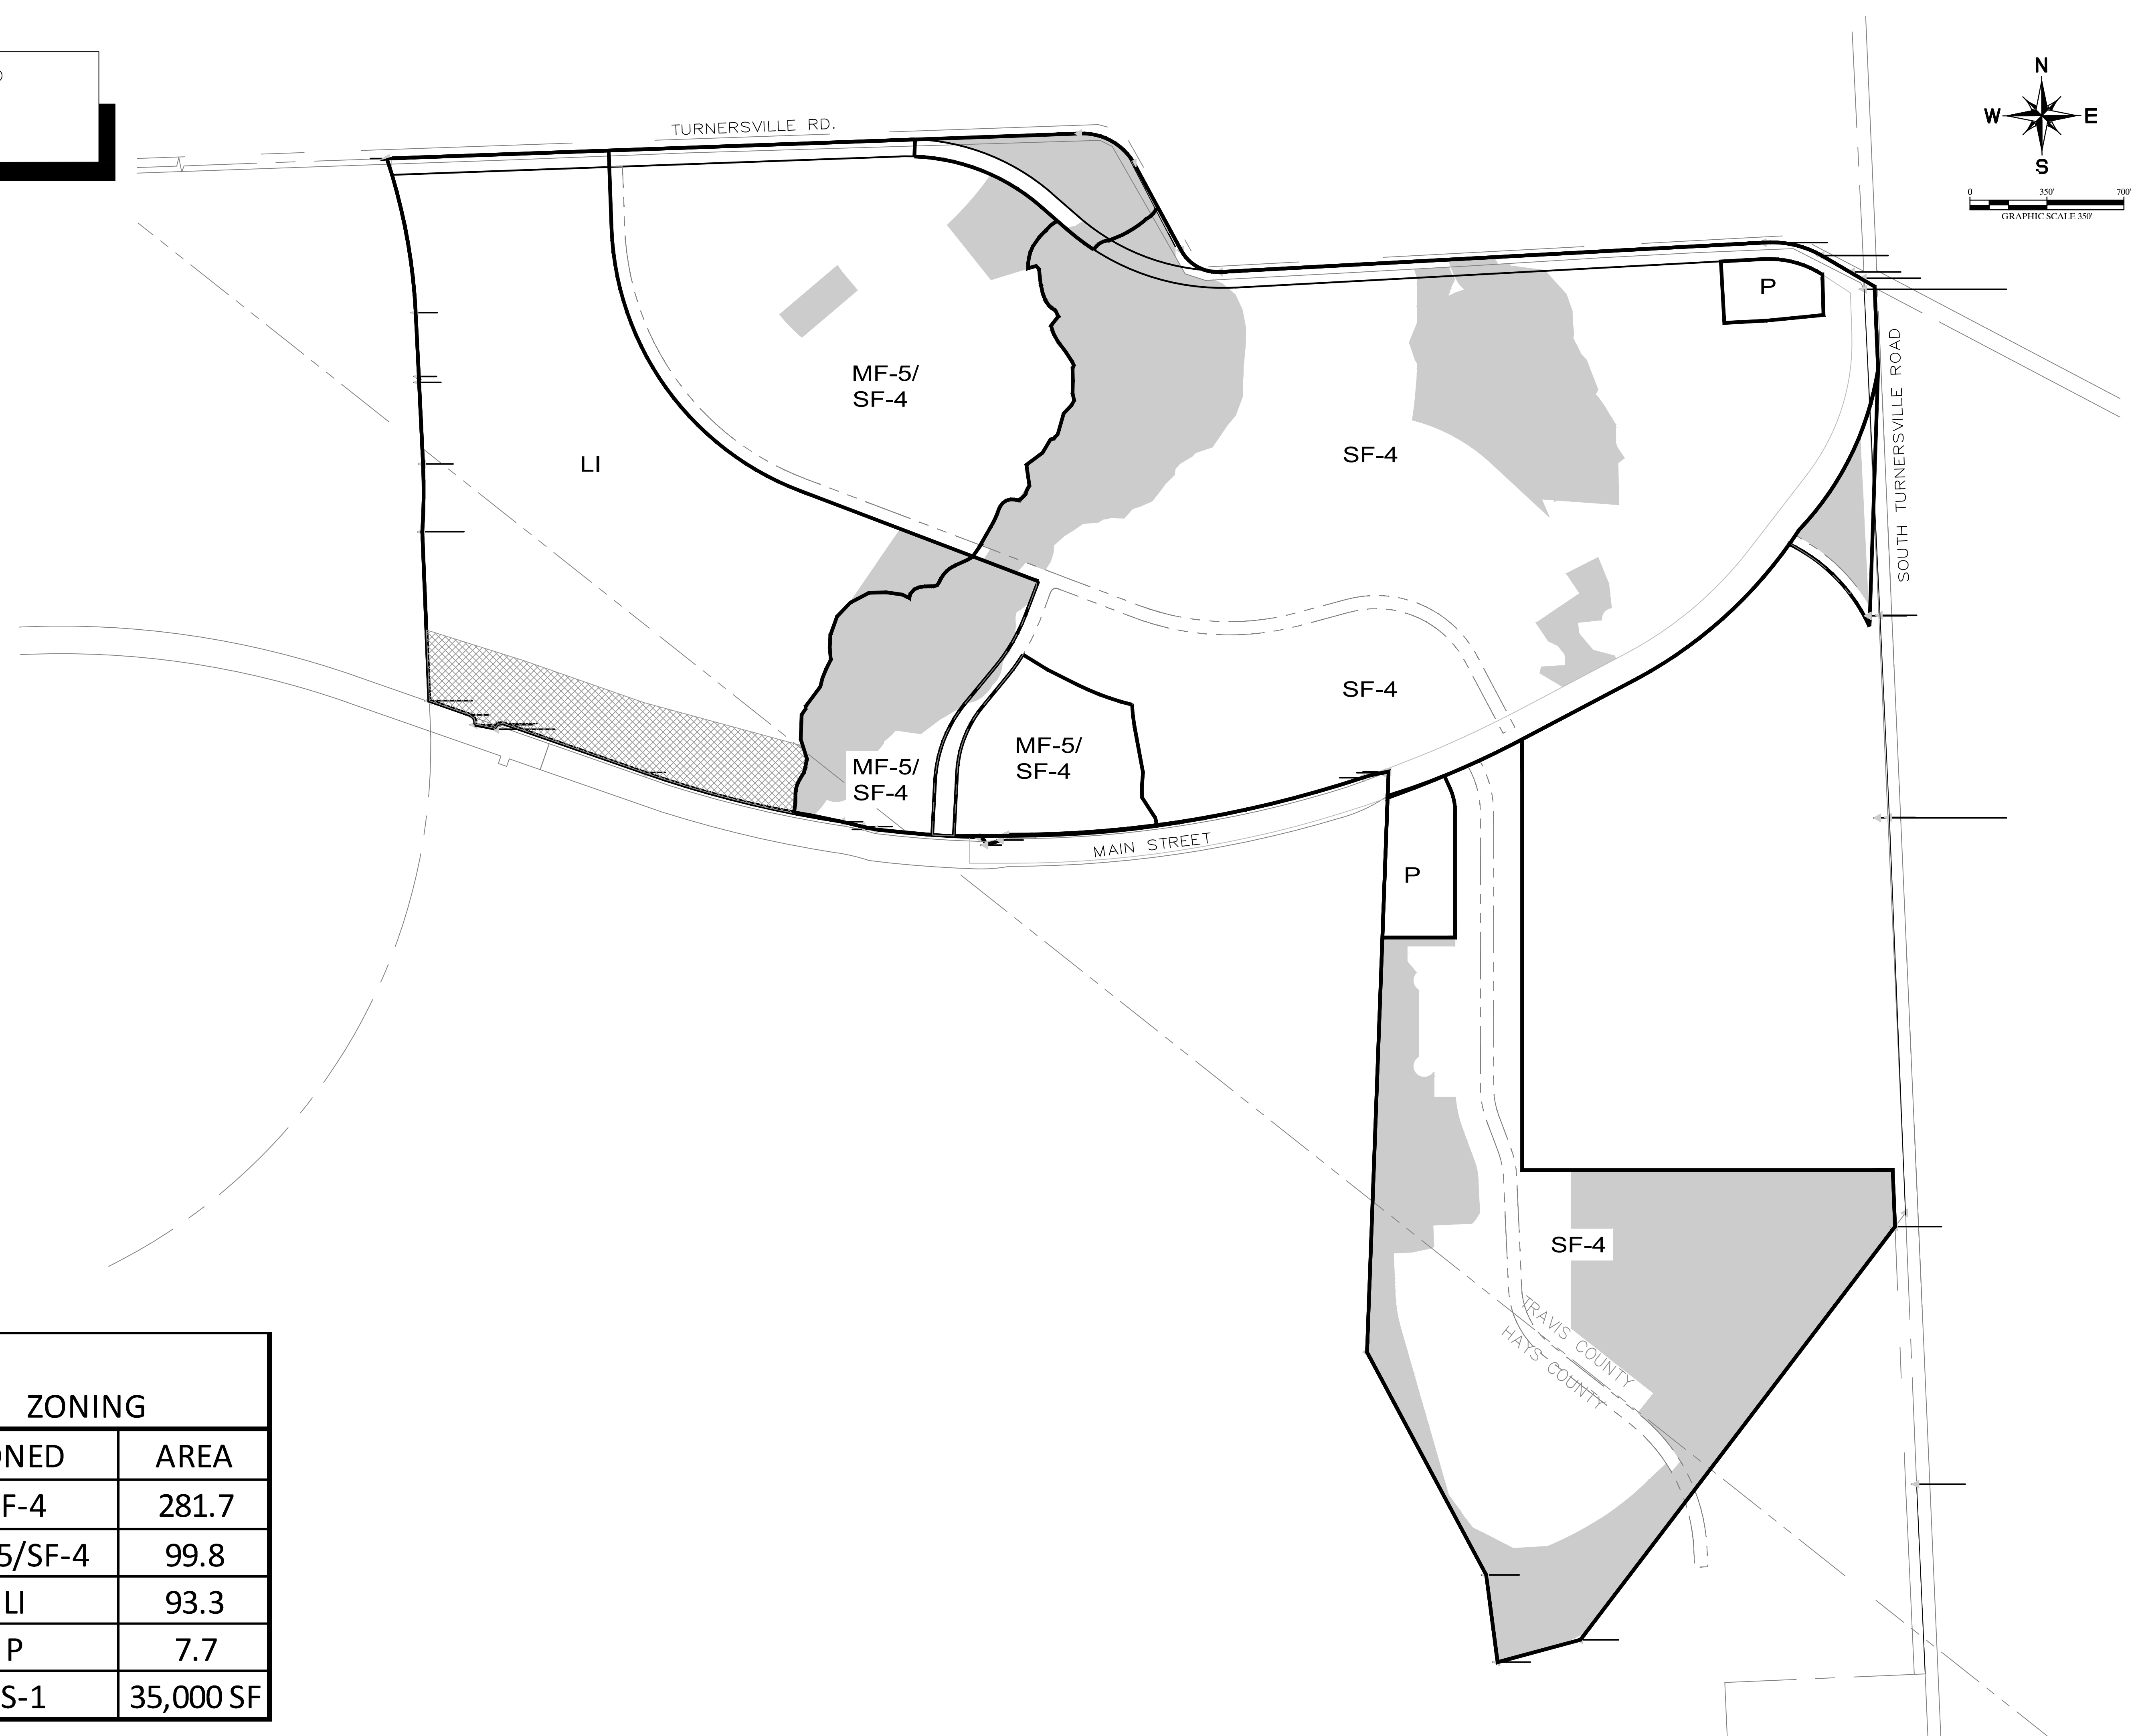 N
W E
S
0 350' 700'
GRAPHIC SCALE 350'
TURNERSVILLE RD.
P
SOUTH TURNERSVILLE ROAD
MF-5/
SF-4
SF-4
LI
SF-4
MF-5/
SF-4
MF-5/
SF-4
MAIN STREET
P
SF-4
TRAVIS COUNTY
HAYS COUNTY
ZONING
ONED AREA
F-4 281.7
5/SF-4 99.8
LI 93.3
P 7.7
S-1 35,000 SF